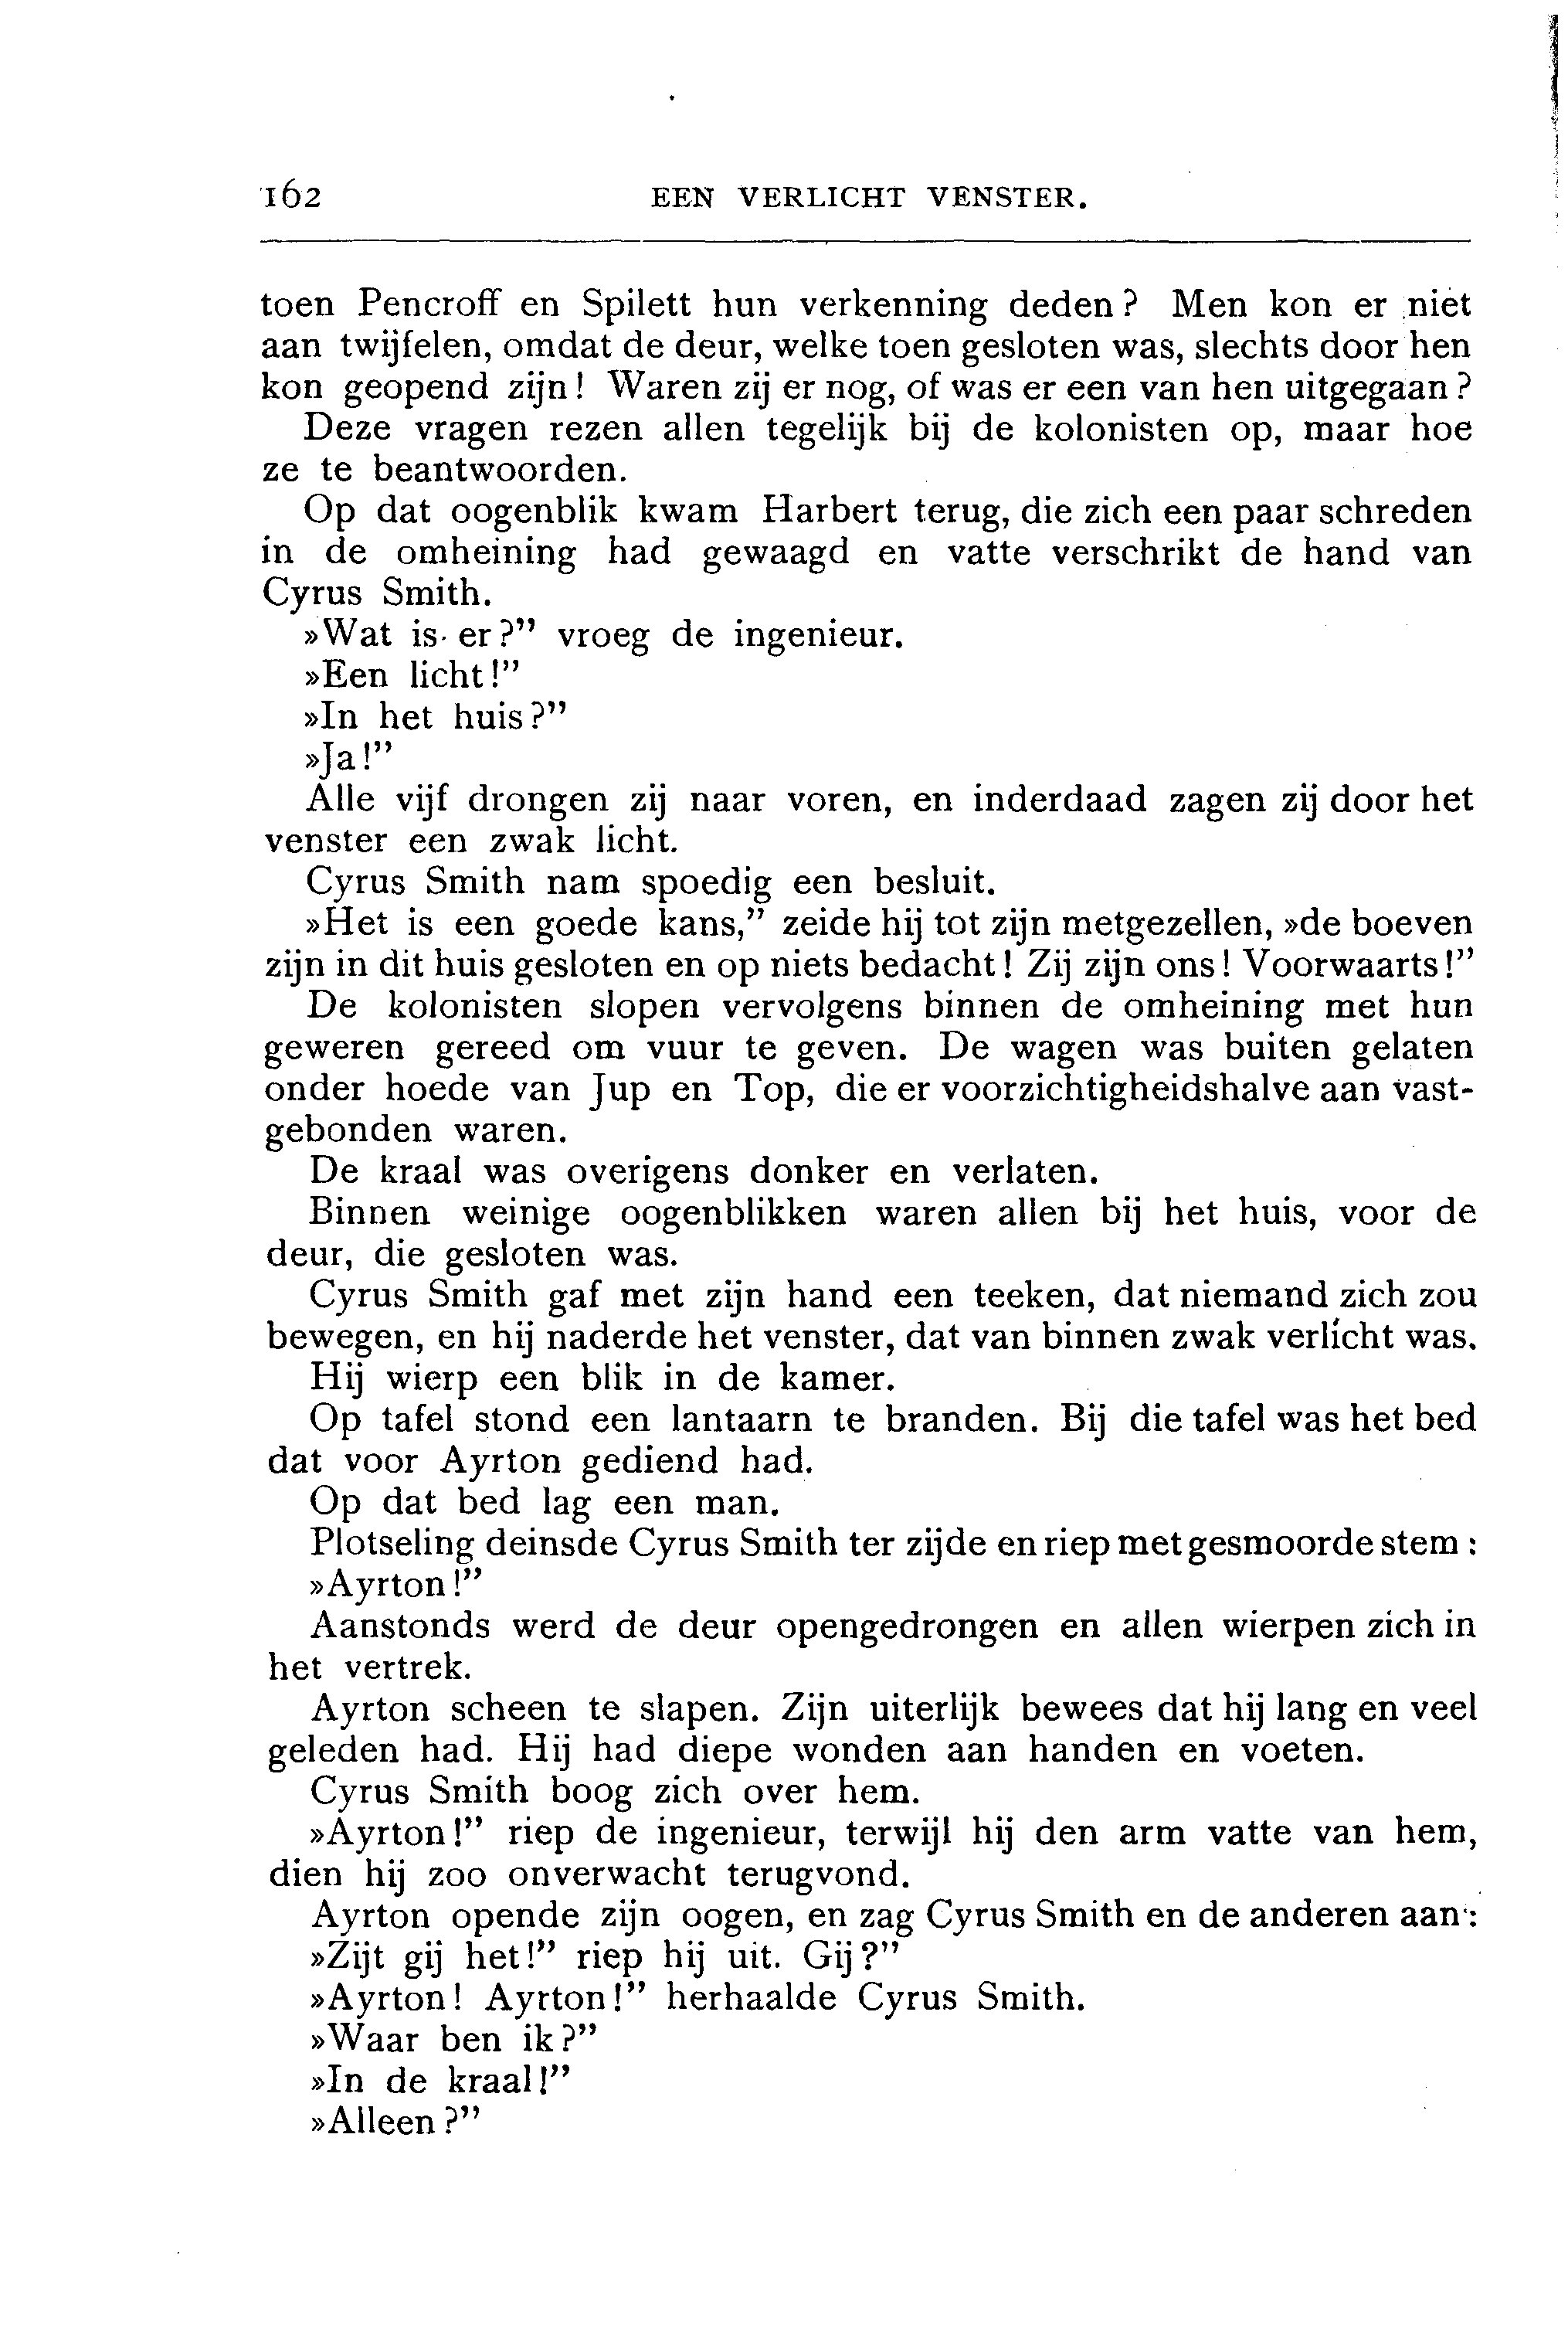 162 EEN VERLICHT VENSTER.
toen Pencroff en Spilett hun verkenning deden? Men kon er niet
aan twijfelen, omdat de deur, welke toen gesloten was, slechts door hen
kon geopend zijn! Waren zij er nog, of was er een van hen uitgegaan?
Deze vragen rezen allen tegelijk bij de kolonisten op, maar hoe
ze te beantwoorden.
Op dat oogenblik kwam Harbert terug, die zich een paar schreden
in de omheining had gewaagd en vatte verschrikt de hand van
Cyrus Smith.
»Wat is er?” vroeg de ingenieur.
»Een licht!”
»In het huis?”
»Ja!”
Alle vijf drongen zij naar voren, en inderdaad zagen zij door het
venster een zwak licht.
Cyrus Smith nam spoedig een besluit.
»Het is een goede kans,” zeide hij tot zijn metgezellen, »de boeven
zijn in dit huis gesloten en op niets bedacht! Zij zijn ons! Voorwaarts!”
De kolonisten slopen vervolgens binnen de omheining met hun
geweren gereed om vuur te geven. De wagen was buiten gelaten
onder hoede van Jup en Top, die er voorzichtigheidshalve aan vast-
gebonden waren.
De kraal was overigens donker en verlaten.
Binnen weinige oogenblikken waren allen bij het huis, voor de
deur, die gesloten was.
Cyrus Smith gaf met zijn hand een teeken, dat niemand zich zou
bewegen, en hij naderde het venster, dat van binnen zwak verlicht was.
Hij wierp een blik in de kamer.
Op tafel stond een lantaarn te branden. Bij die tafel was het bed
dat voor Ayrton gediend had.
Op dat bed lag een man.
Plotseling deinsde Cyrus Smith ter zijde en riep met gesmoorde stem:
»Ayrton!”
Aanstonds werd de deur opengedrongen en allen wierpen zich in
het vertrek.
Ayrton scheen te slapen. Zijn uiterlijk bewees dat hij lang en veel
geleden had. Hij had diepe wonden aan handen en voeten.
Cyrus Smith boog zich over hem.
»Ayrton!” riep de ingenieur, terwijl hij den arm vatte van hem,
dien hij zoo onverwacht terugvond.
Ayrton opende zijn oogen, en zag Cyrus Smith en de anderen aan:
»Zijt gij het!” riep hij uit. Gij?”
»Ayrton! Ayrton!” herhaalde Cyrus Smith.
»Waar ben ik?”
»In de kraal!”
»Alleen?”